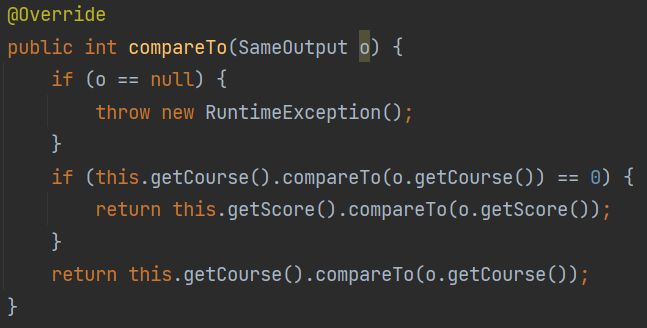 @Override
public int compareTo(SameOutput o) {
    if (o == null) {
        throw new RuntimeException();
    }
    if (this.getCourse().compareTo(o.getCourse()) == 0) {
        return this.getScore().compareTo(o.getScore());
    }
    return this.getCourse().compareTo(o.getCourse());
}